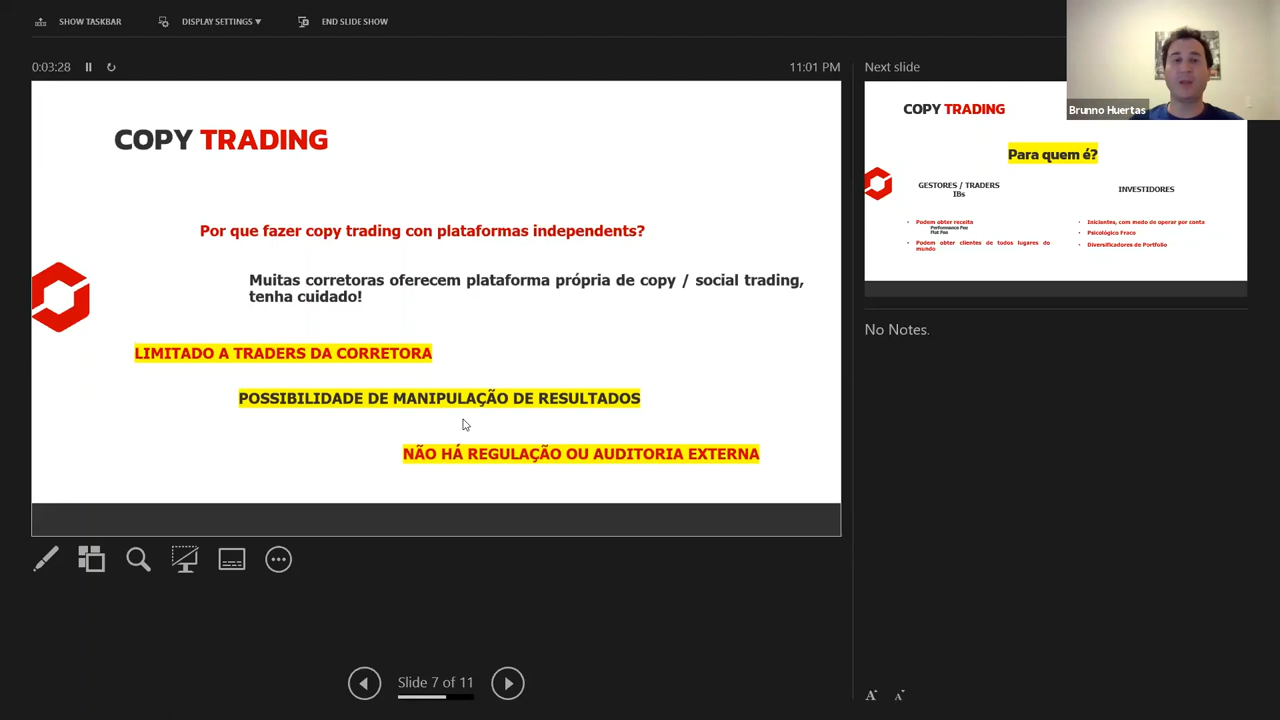 SHOW TASKBAR
DISPLAY SETTINGS
END SLIDE SHOW
0:03:28
11:01 PM
COPY TRADING
Por que fazer copy trading con plataformas independents?
Muitas corretoras oferecem plataforma própria de copy / social trading,
tenha cuidado!
LIMITADO A TRADERS DA CORRETORA
POSSIBILIDADE DE MANIPULAÇÃO DE RESULTADOS
NÃO HÁ REGULAÇÃO OU AUDITORIA EXTERNA
Slide 7 of 11
Next slide
Brunno Huertas
COPY TRADING
Para quem é?
GESTORES / TRADERS
IBs
• Podem obter receita
Performance Fee
Flat Fee
• Podem obter clientes de todos lugares do
mundo
INVESTIDORES
• Inicientes, com medo de operar por conta
• Psicológico Fraco
• Diversificadores de Portfolio
No Notes.
A A